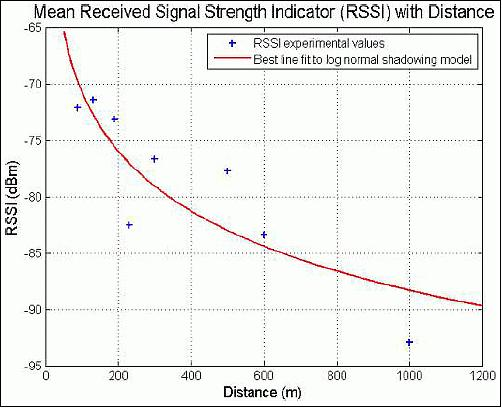 Mean Received Signal Strength Indicator (RSSI) with Distance
-65
-70
-75
-80
-85
-90
-95
RSSI (dBm)
RSSI experimental values
Best line fit to log normal shadowing model
0 200 400 600 800 1000 1200
Distance (m)